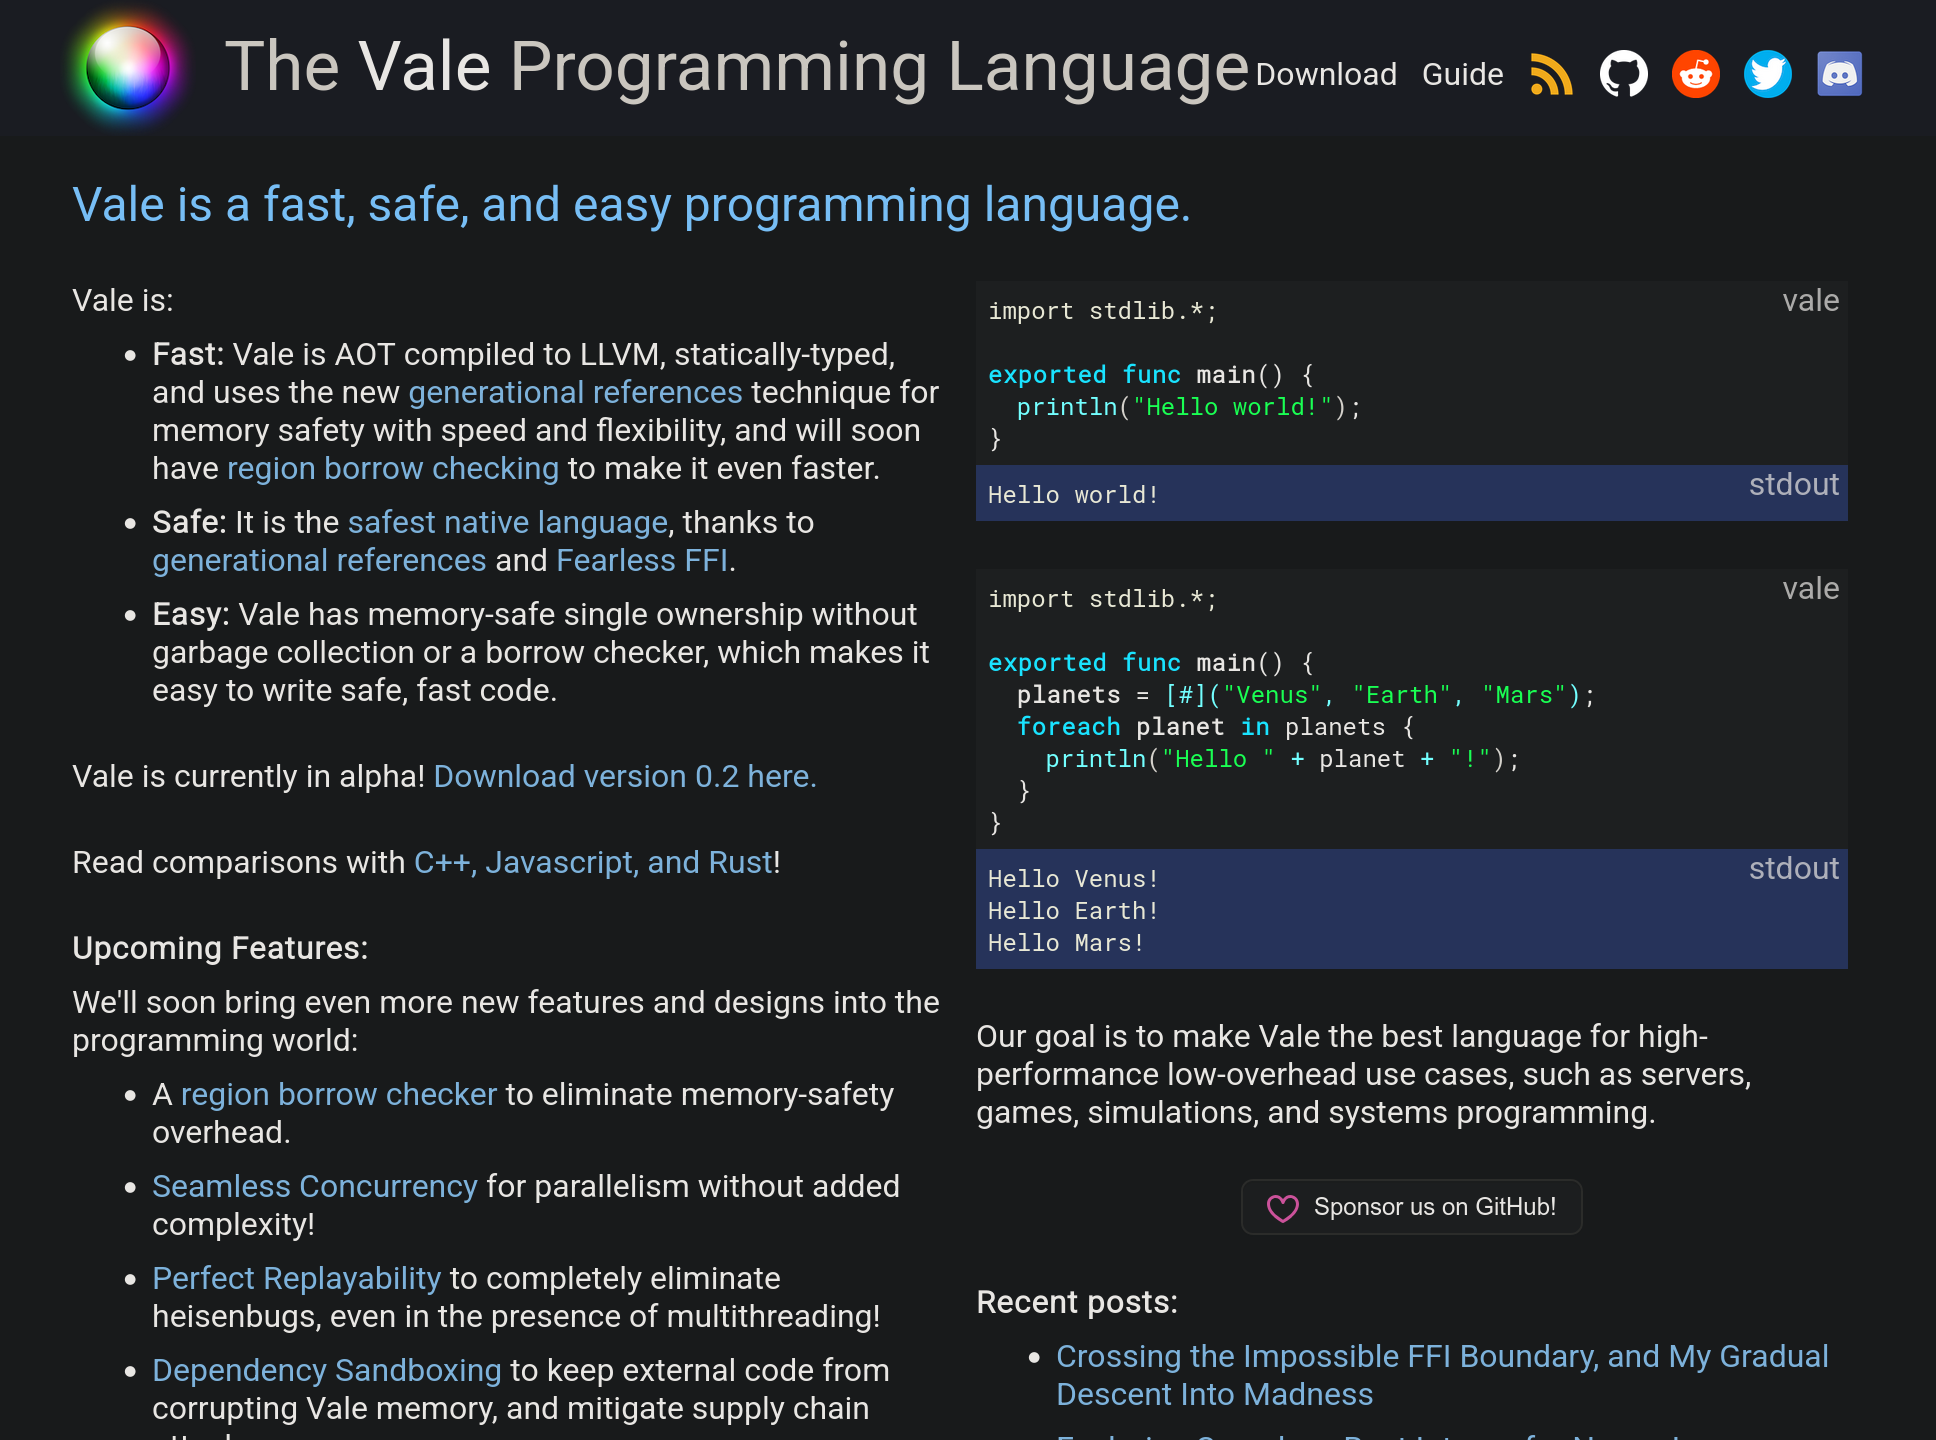 The Vale Programming Language
Download
Guide
Vale is a fast, safe, and easy programming language.
Vale is:
Fast: Vale is AOT compiled to LLVM, statically-typed,
and uses the new generational references technique for
memory safety with speed and flexibility, and will soon
have region borrow checking to make it even faster.
Safe: It is the safest native language, thanks to
generational references and Fearless FFI.
Easy: Vale has memory-safe single ownership without
garbage collection or a borrow checker, which makes it
easy to write safe, fast code.
Vale is currently in alpha! Download version 0.2 here.
Read comparisons with C++, Javascript, and Rust!
Upcoming Features:
We'll soon bring even more new features and designs into the
programming world:
A region borrow checker to eliminate memory-safety
overhead.
Seamless Concurrency for parallelism without added
complexity!
Perfect Replayability to completely eliminate
heisenbugs, even in the presence of multithreading!
Dependency Sandboxing to keep external code from
corrupting Vale memory, and mitigate supply chain
vale
import stdlib.*;
exported func main() {
  println("Hello world!");
}
stdout
Hello world!
vale
import stdlib.*;
exported func main() {
  planets = [#]("Venus", "Earth", "Mars");
  foreach planet in planets {
    println("Hello " + planet + "!");
  }
}
stdout
Hello Venus!
Hello Earth!
Hello Mars!
Our goal is to make Vale the best language for high-
performance low-overhead use cases, such as servers,
games, simulations, and systems programming.
Sponsor us on GitHub!
Recent posts:
Crossing the Impossible FFI Boundary, and My Gradual
Descent Into Madness